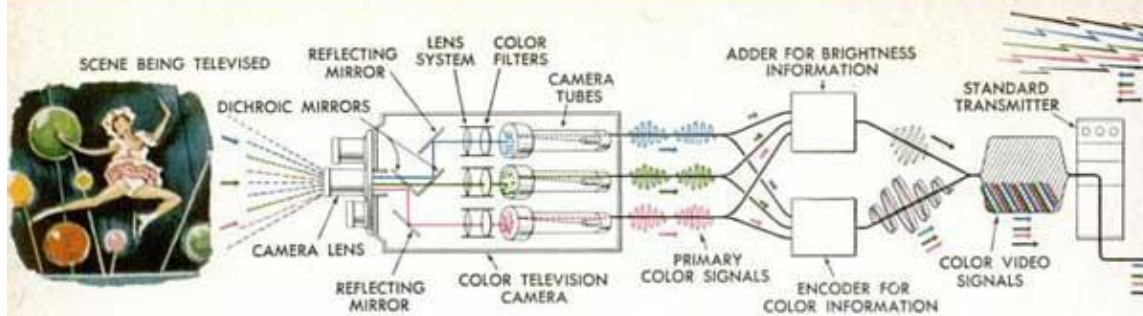 SCENE BEING TELEVISED
REFLECTING
MIRROR
LENS
SYSTEM
COLOR
FILTERS
DICHROIC MIRRORS
CAMERA
TUBES
ADDER FOR BRIGHTNESS
INFORMATION
STANDARD
TRANSMITTER
CAMERA LENS
REFLECTING
MIRROR
COLOR TELEVISION
CAMERA
PRIMARY
COLOR SIGNALS
ENCODER FOR
COLOR INFORMATION
COLOR VIDEO
SIGNALS